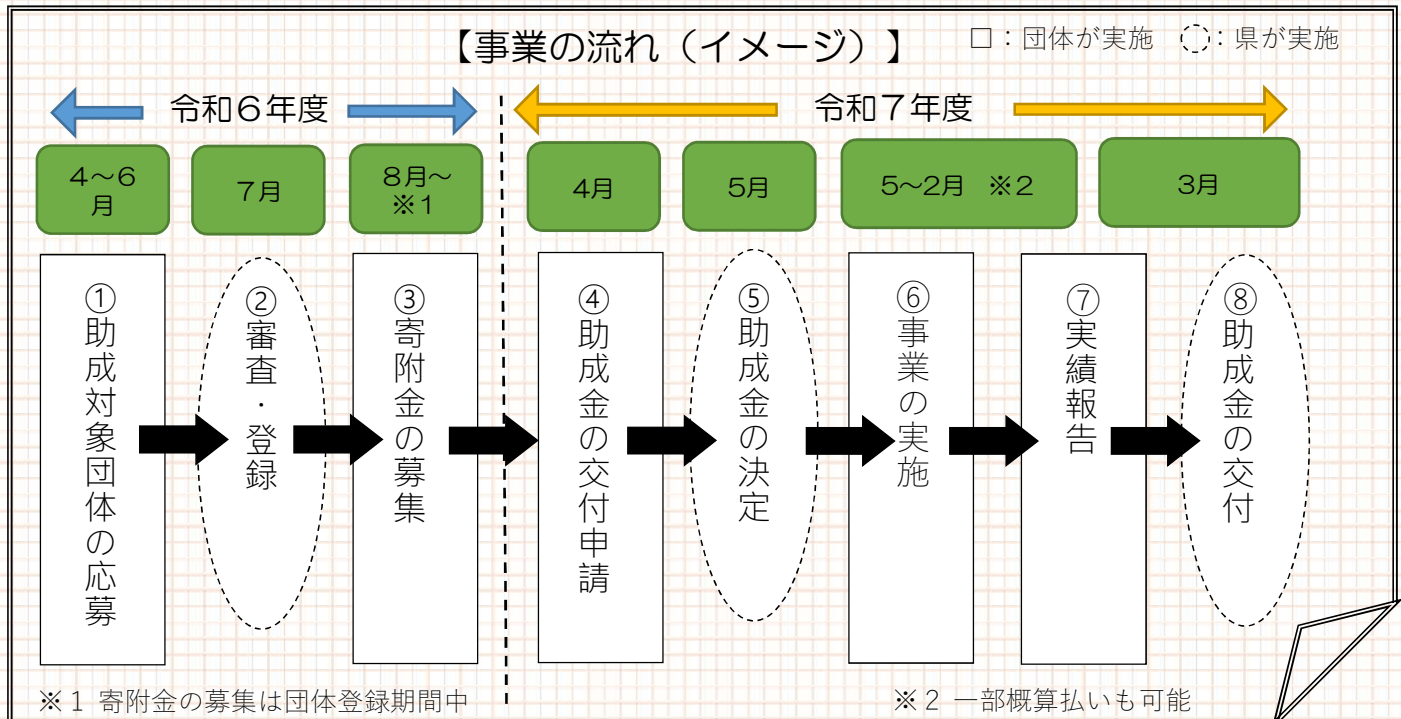 【事業の流れ(イメージ)】
□:団体が実施 ◌:県が実施
令和6年度
令和7年度
4~6
月
7月
8月~
※1
4月
5月
5~2月 ※2
3月
①助成対象団体の応募
②審査・登録
③寄附金の募集
④助成金の交付申請
⑤助成金の決定
⑥事業の実施
⑦実績報告
⑧助成金の交付
※1 寄附金の募集は団体登録期間中
※2 一部概算払いも可能